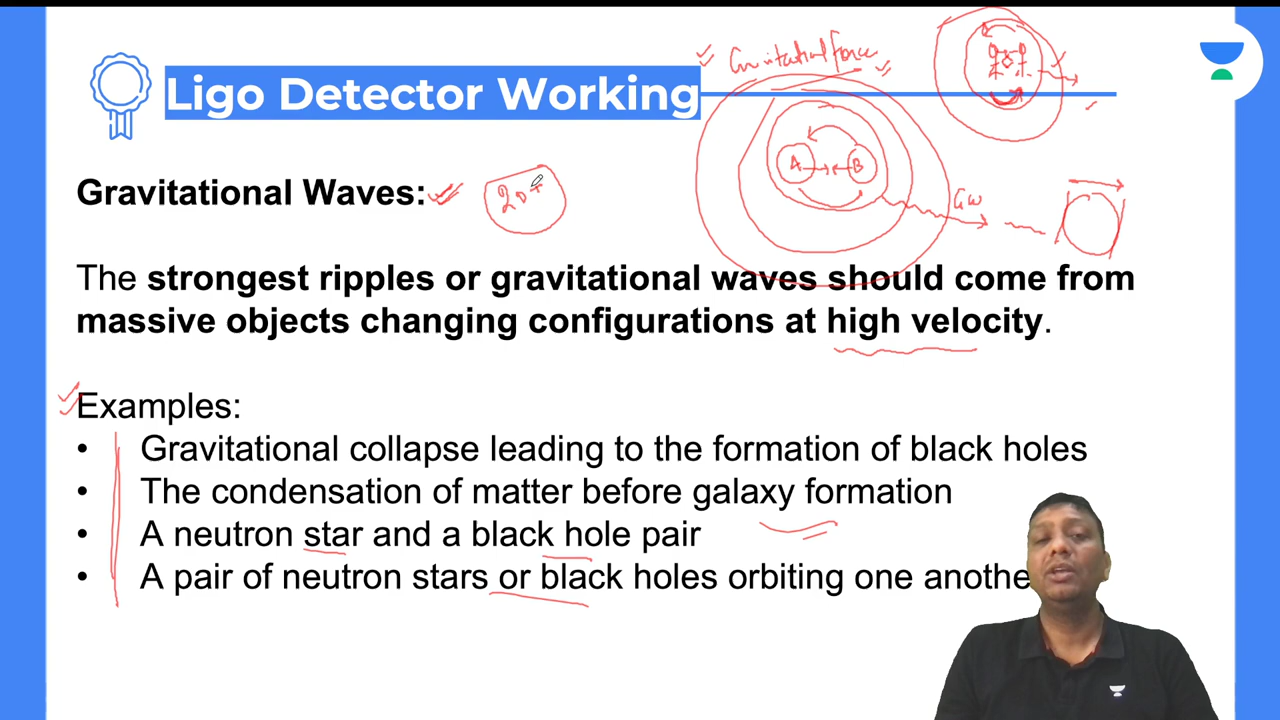 Ligo Detector Working
Gravitational Force
A B
GW
Gravitational Waves:
20+
The strongest ripples or gravitational waves should come from
massive objects changing configurations at high velocity.
Examples:
• Gravitational collapse leading to the formation of black holes
• The condensation of matter before galaxy formation
• A neutron star and a black hole pair
• A pair of neutron stars or black holes orbiting one anothe